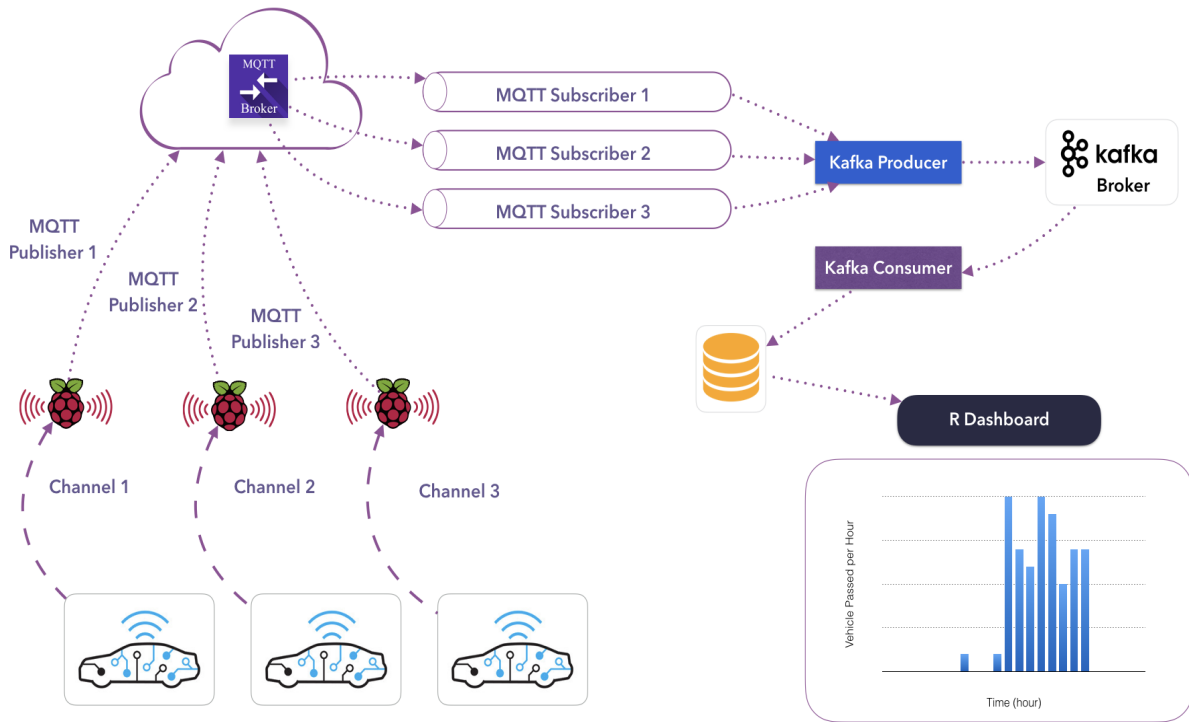 MQTT
Broker
MQTT Subscriber 1
MQTT Subscriber 2
MQTT Subscriber 3
Kafka Producer
kafka
Broker
Kafka Consumer
MQTT
Publisher 1
MQTT
Publisher 2
MQTT
Publisher 3
R Dashboard
Channel 1
Channel 2
Channel 3
Vehicle Passed per Hour
Time (hour)